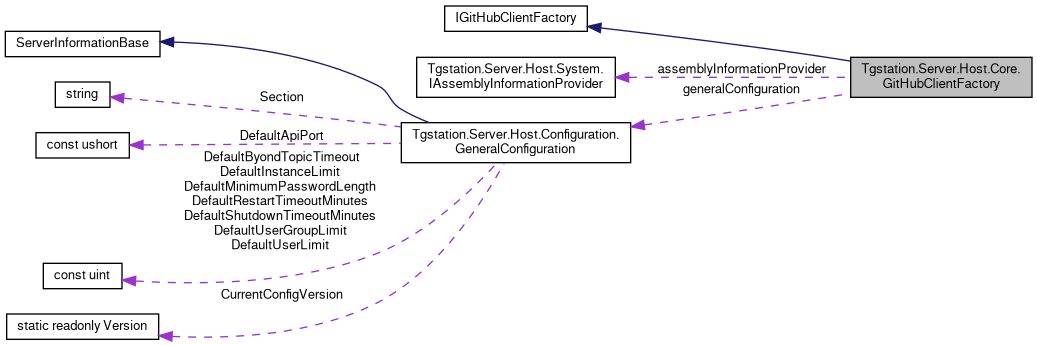 IGitHubClientFactory
ServerInformationBase
Tgstation.Server.Host.System.
IAssemblyInformationProvider
assemblyInformationProvider
Tgstation.Server.Host.Core.
GitHubClientFactory
generalConfiguration
string
Section
const ushort
DefaultApiPort
Tgstation.Server.Host.Configuration.
GeneralConfiguration
DefaultByondTopicTimeout
DefaultInstanceLimit
DefaultMinimumPasswordLength
DefaultRestartTimeoutMinutes
DefaultShutdownTimeoutMinutes
DefaultUserGroupLimit
DefaultUserLimit
const uint
CurrentConfigVersion
static readonly Version